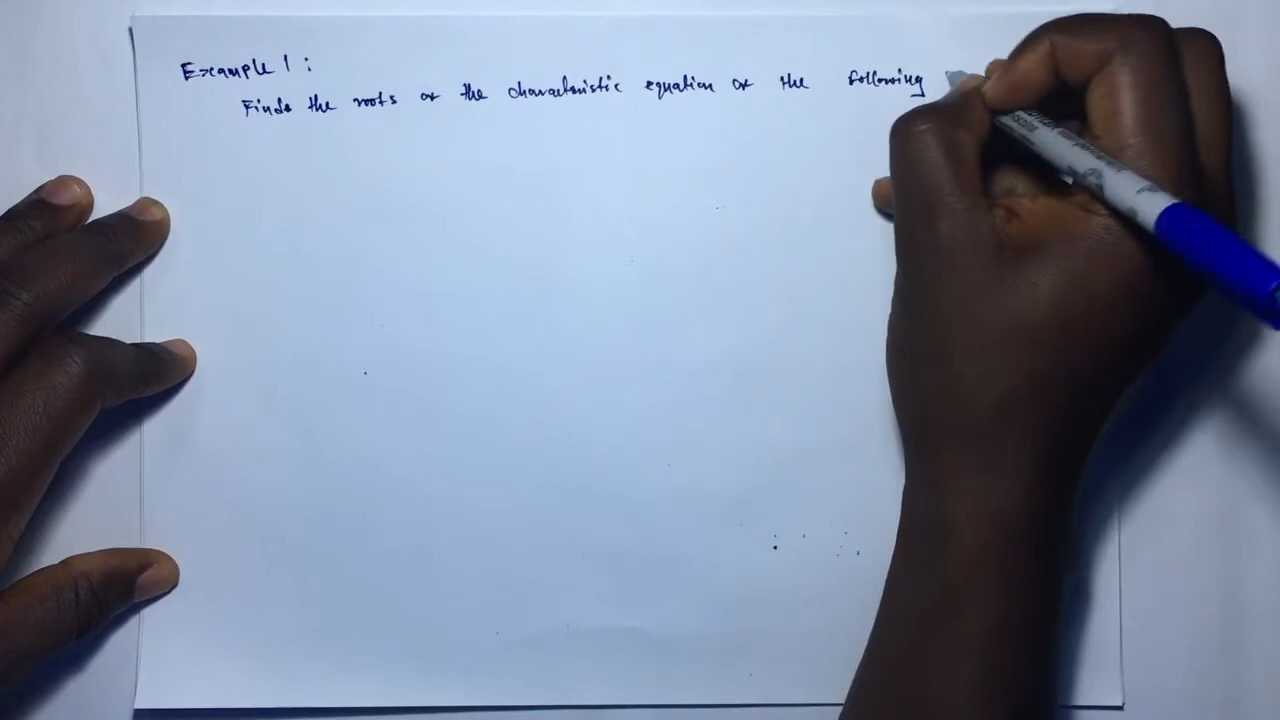 Example 1:
Finds the roots of the characteristic equation of the following